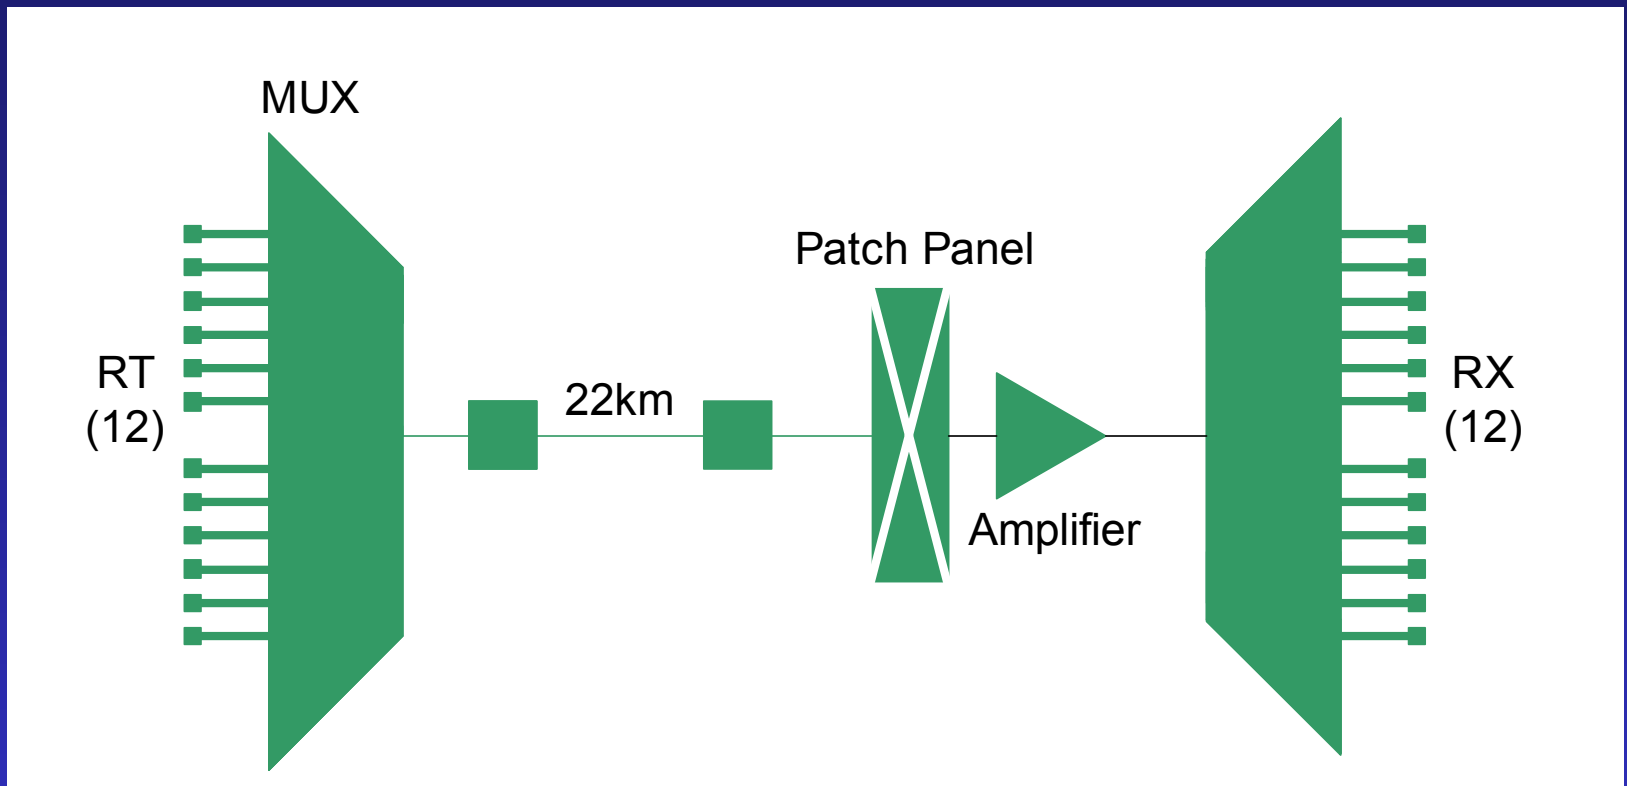 MUX
Patch Panel
RT
(12)
22km
RX
(12)
Amplifier